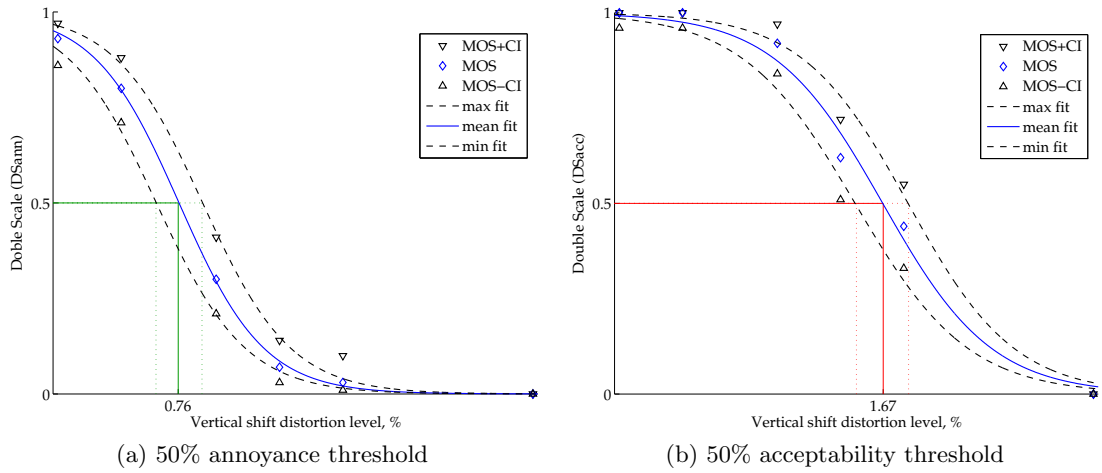 1
0.5
0
Doble Scale (DSann)
0.76
Vertical shift distortion level, %
MOS+CI
MOS
MOS−CI
max fit
mean fit
min fit
(a) 50% annoyance threshold
1
0.5
0
Double Scale (DSacc)
1.67
Vertical shift distortion level, %
MOS+CI
MOS
MOS−CI
max fit
mean fit
min fit
(b) 50% acceptability threshold